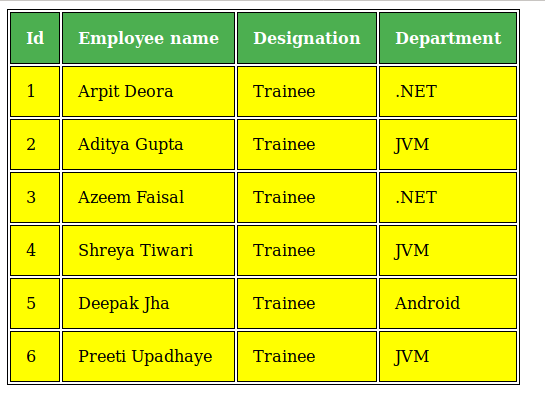 Id Employee name Designation Department
1 Arpit Deora Trainee .NET
2 Aditya Gupta Trainee JVM
3 Azeem Faisal Trainee .NET
4 Shreya Tiwari Trainee JVM
5 Deepak Jha Trainee Android
6 Preeti Upadhaye Trainee JVM